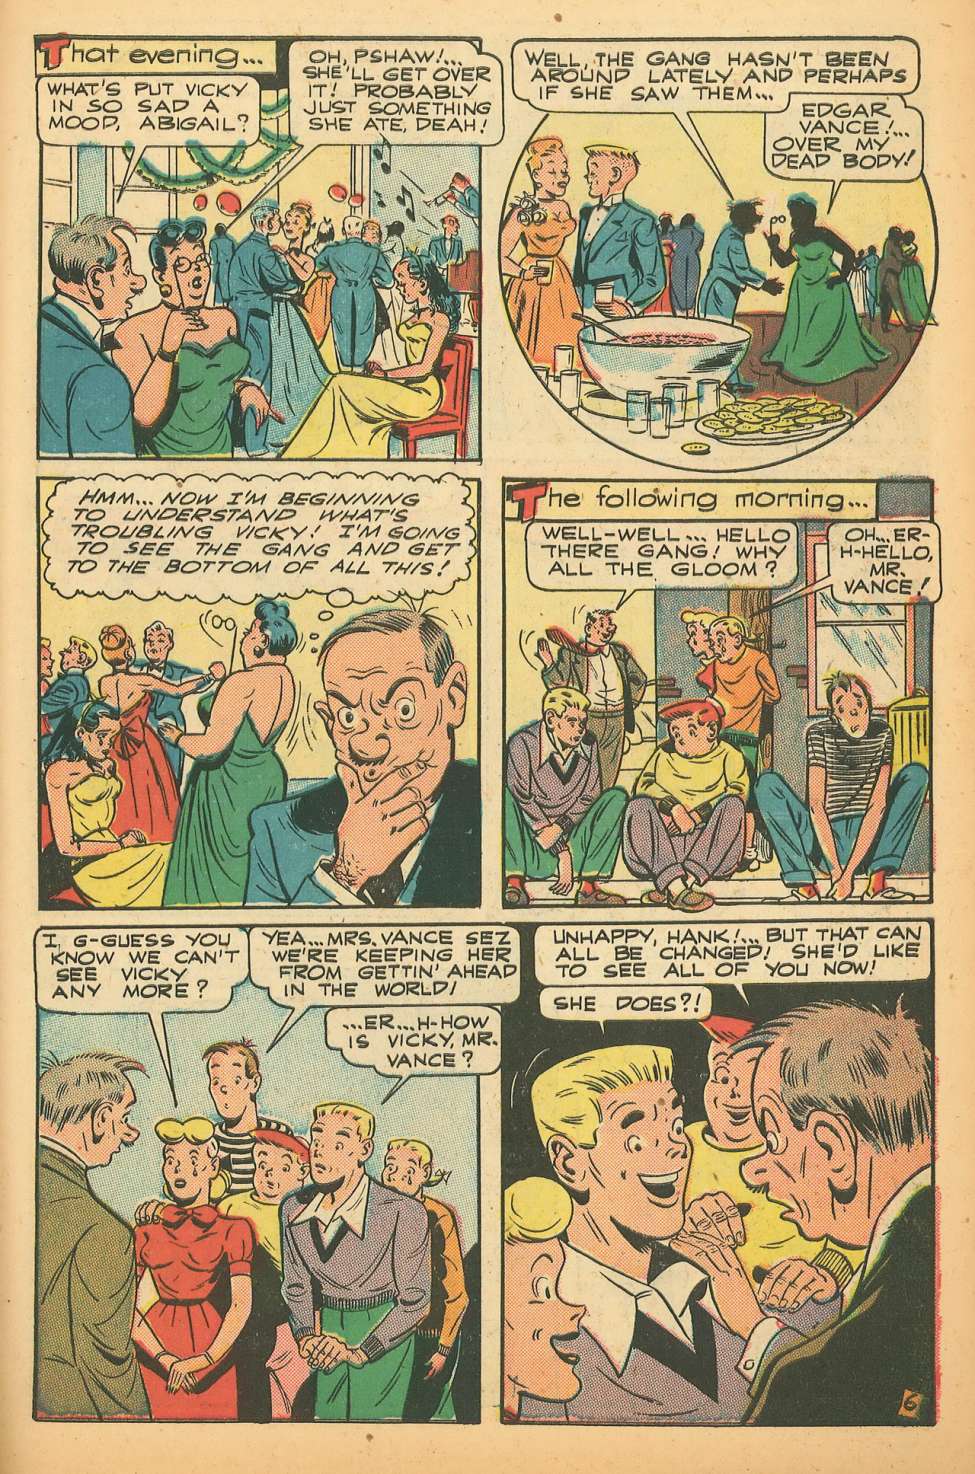 That evening...
WHAT'S PUT VICKY
IN SO SAD A
MOOD, ABIGAIL?
OH, PSHAW!...
SHE'LL GET OVER
IT! PROBABLY
JUST SOMETHING
SHE ATE, DEAH!
WELL, THE GANG HASN'T BEEN
AROUND LATELY AND PERHAPS
IF SHE SAW THEM...
EDGAR
VANCE!...
OVER MY
DEAD BODY!
HMM... NOW I'M BEGINNING
TO UNDERSTAND WHAT'S
TROUBLING VICKY! I'M GOING
TO SEE THE GANG AND GET
TO THE BOTTOM OF ALL THIS!
The following morning...
WELL-WELL... HELLO
THERE GANG! WHY
ALL THE GLOOM?
OH...ER-
H-HELLO,
MR.
VANCE!
I, G-GUESS YOU
KNOW WE CAN'T
SEE VICKY
ANY MORE?
YEA...MRS. VANCE SEZ
WE'RE KEEPING HER
FROM GETTIN' AHEAD
IN THE WORLD!
...ER...H-HOW
IS VICKY, MR.
VANCE?
UNHAPPY, HANK!... BUT THAT CAN
ALL BE CHANGED! SHE'D LIKE
TO SEE ALL OF YOU NOW!
SHE DOES?!
6